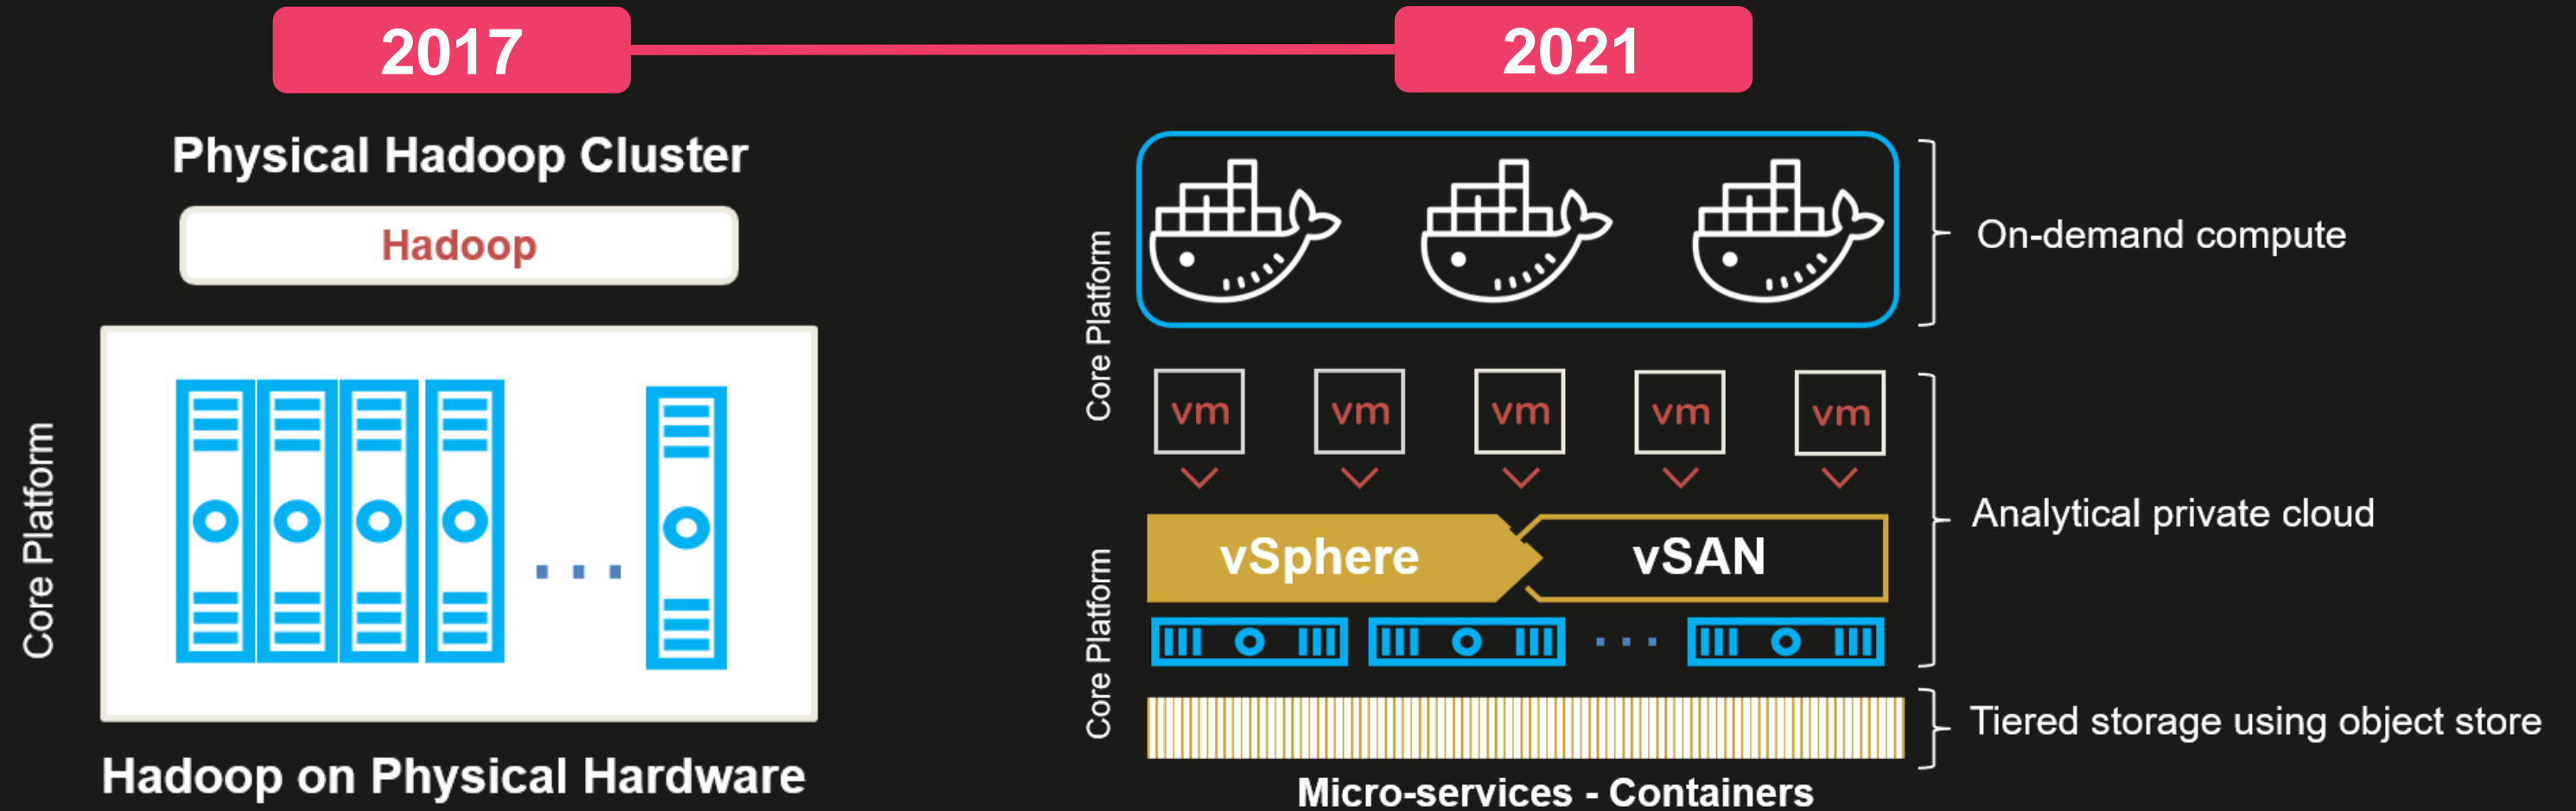 2017
2021
Physical Hadoop Cluster
Hadoop
Core Platform
Hadoop on Physical Hardware
Core Platform
On-demand compute
vm vm vm vm vm
Analytical private cloud
Core Platform
vSphere vSAN
Tiered storage using object store
Micro-services - Containers